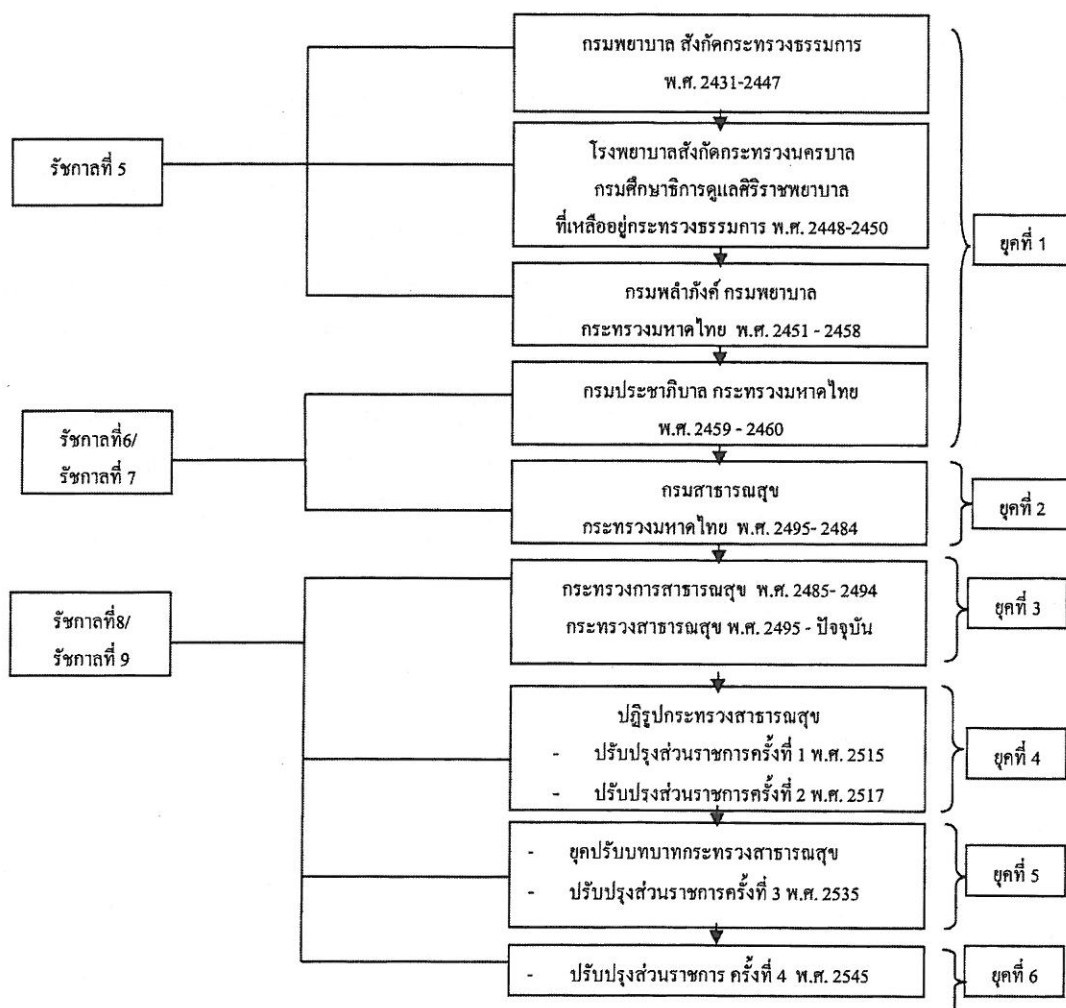 กรมพยาบาล สังกัดกระทรวงธรรมการ
พ.ศ. 2431-2447
รัชกาลที่ 5
โรงพยาบาลสังกัดกระทรวงนครบาล
กรมศึกษาธิการดูแลศิริราชพยาบาล
ที่เหลืออยู่กระทรวงธรรมการ พ.ศ. 2448-2450
ยุคที่ 1
กรมพลำภังค์ กรมพยาบาล
กระทรวงมหาดไทย พ.ศ. 2451 - 2458
กรมประชาภิบาล กระทรวงมหาดไทย
พ.ศ. 2459 - 2460
รัชกาลที่6/
รัชกาลที่ 7
กรมสาธารณสุข
กระทรวงมหาดไทย พ.ศ. 2495- 2484
ยุคที่ 2
กระทรวงการสาธารณสุข พ.ศ. 2485- 2494
กระทรวงสาธารณสุข พ.ศ. 2495 - ปัจจุบัน
ยุคที่ 3
รัชกาลที่8/
รัชกาลที่ 9
ปฎิรูปกระทรวงสาธารณสุข
- ปรับปรุงส่วนราชการครั้งที่ 1 พ.ศ. 2515
- ปรับปรุงส่วนราชการครั้งที่ 2 พ.ศ. 2517
ยุคที่ 4
- ยุคปรับบทบาทกระทรวงสาธารณสุข
- ปรับปรุงส่วนราชการครั้งที่ 3 พ.ศ. 2535
ยุคที่ 5
- ปรับปรุงส่วนราชการ ครั้งที่ 4 พ.ศ. 2545
ยุคที่ 6